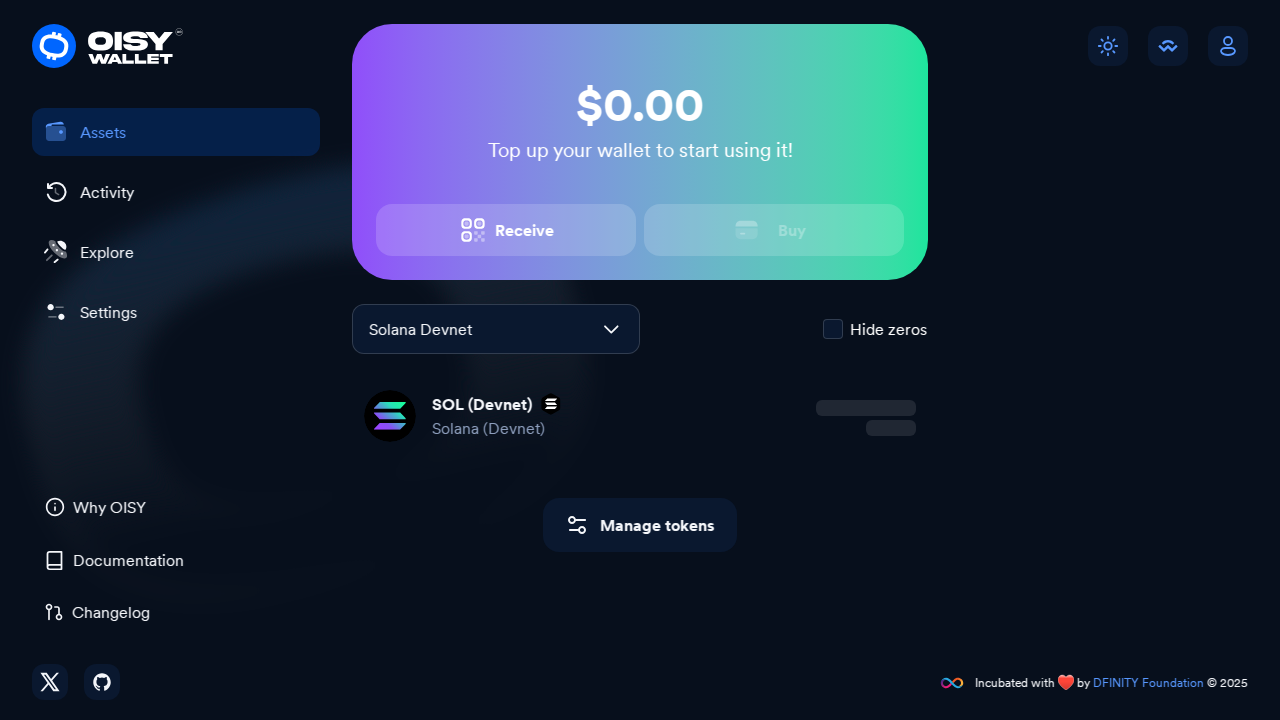 OISY
WALLET
$0.00
Top up your wallet to start using it!
Receive
Buy
Assets
Activity
Explore
Settings
Solana Devnet
Hide zeros
SOL (Devnet)
Solana (Devnet)
Manage tokens
Why OISY
Documentation
Changelog
Incubated with ❤️ by DFINITY Foundation © 2025